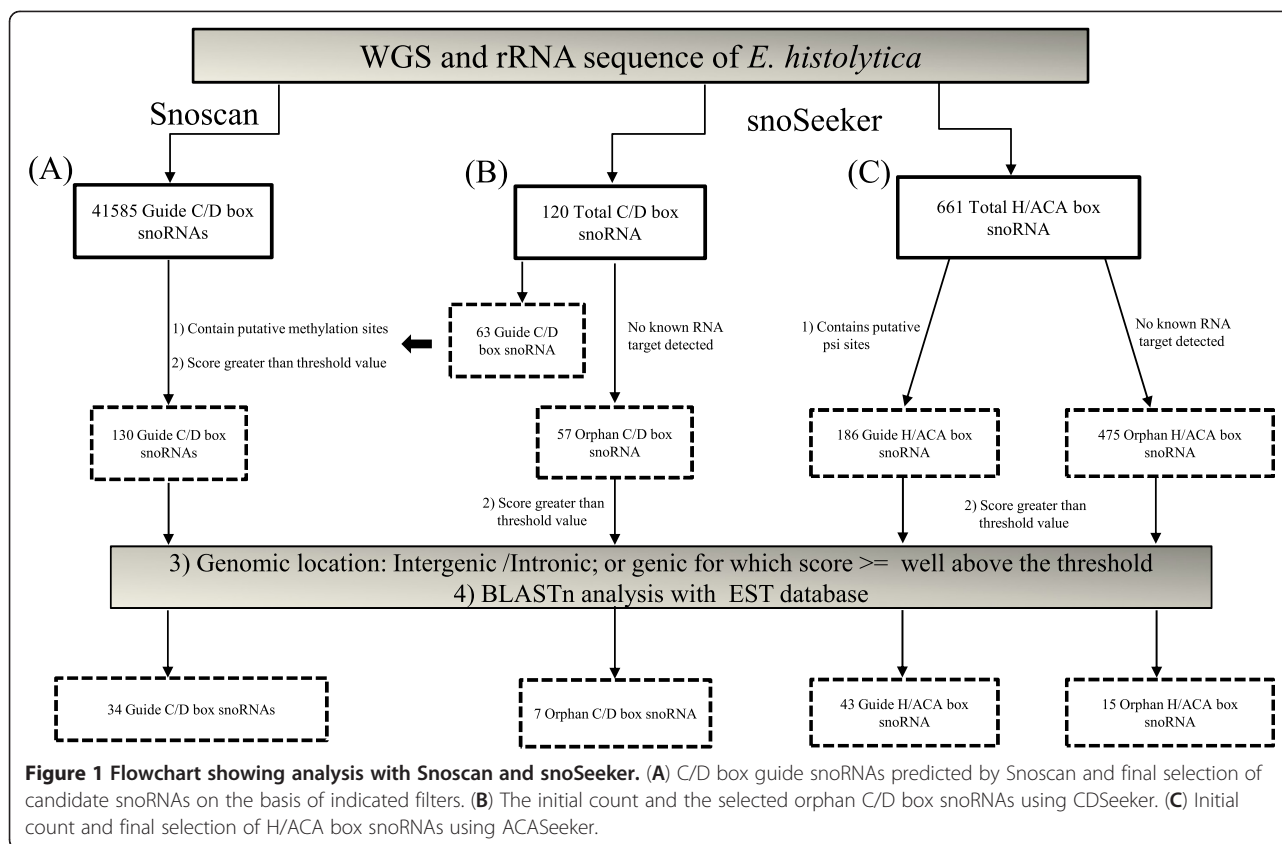 WGS and rRNA sequence of E. histolytica
Snoscan
snoSeeker
(A)
(B)
(C)
41585 Guide C/D box
snoRNAs
120 Total C/D box
snoRNA
661 Total H/ACA box
snoRNA
1) Contain putative methylation sites
2) Score greater than threshold value
63 Guide C/D
box snoRNA
No known RNA
target detected
1) Contains putative
psi sites
No known RNA
target detected
130 Guide C/D box
snoRNAs
57 Orphan C/D box
snoRNA
186 Guide H/ACA box
snoRNA
475 Orphan H/ACA box
snoRNA
2) Score greater than
threshold value
2) Score greater than
threshold value
3) Genomic location: Intergenic /Intronic; or genic for which score >= well above the threshold
4) BLASTn analysis with EST database
34 Guide C/D box snoRNAs
7 Orphan C/D box snoRNA
43 Guide H/ACA box
snoRNA
15 Orphan H/ACA box
snoRNA
Figure 1 Flowchart showing analysis with Snoscan and snoSeeker. (A) C/D box guide snoRNAs predicted by Snoscan and final selection of
candidate snoRNAs on the basis of indicated filters. (B) The initial count and the selected orphan C/D box snoRNAs using CDSeeker. (C) Initial
count and final selection of H/ACA box snoRNAs using ACASeeker.